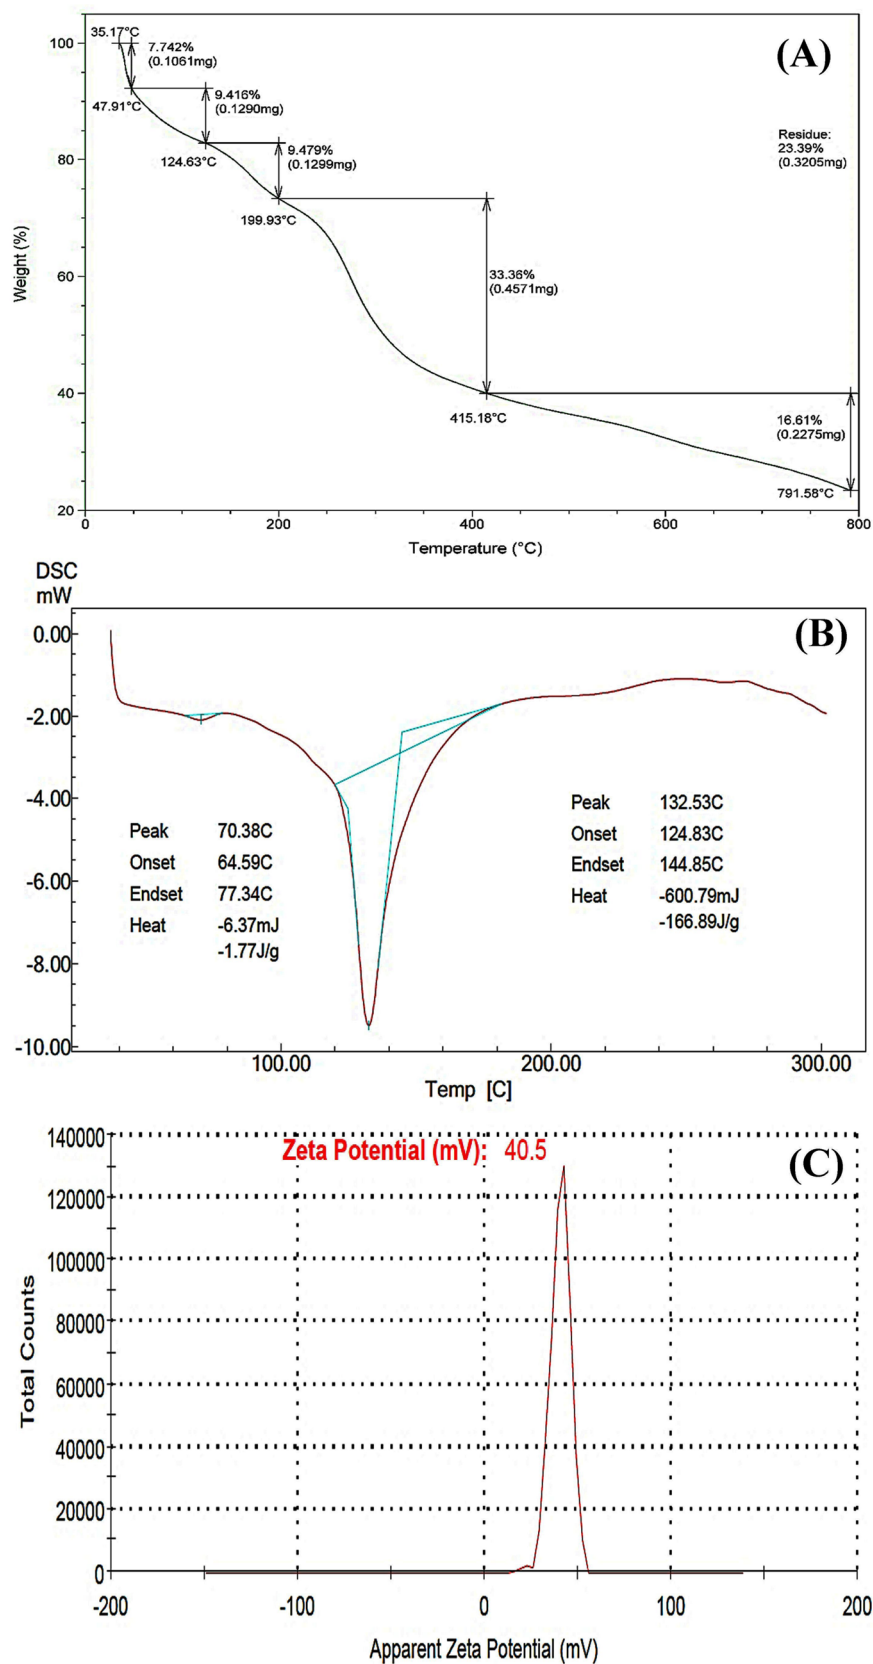 (A)
35.17°C
100
7.742%
(0.1061mg)
9.416%
(0.1290mg)
47.91°C
9.479%
(0.1299mg)
124.63°C
Residue:
23.39%
(0.3205mg)
80
199.93°C
Weight (%)
33.36%
(0.4571mg)
60
40
415.18°C
16.61%
(0.2275mg)
791.58°C
20
0 200 400 600 800
Temperature (°C)
DSC
mW
(B)
0.00
-2.00
-4.00
-6.00
-8.00
-10.00
Peak 70.38C
Onset 64.59C
Endset 77.34C
Heat -6.37mJ
-1.77J/g
Peak 132.53C
Onset 124.83C
Endset 144.85C
Heat -600.79mJ
-166.89J/g
100.00 200.00 300.00
Temp [C]
Zeta Potential (mV): 40.5
(C)
140000
120000
100000
80000
60000
40000
20000
0
Total Counts
-200 -100 0 100 200
Apparent Zeta Potential (mV)